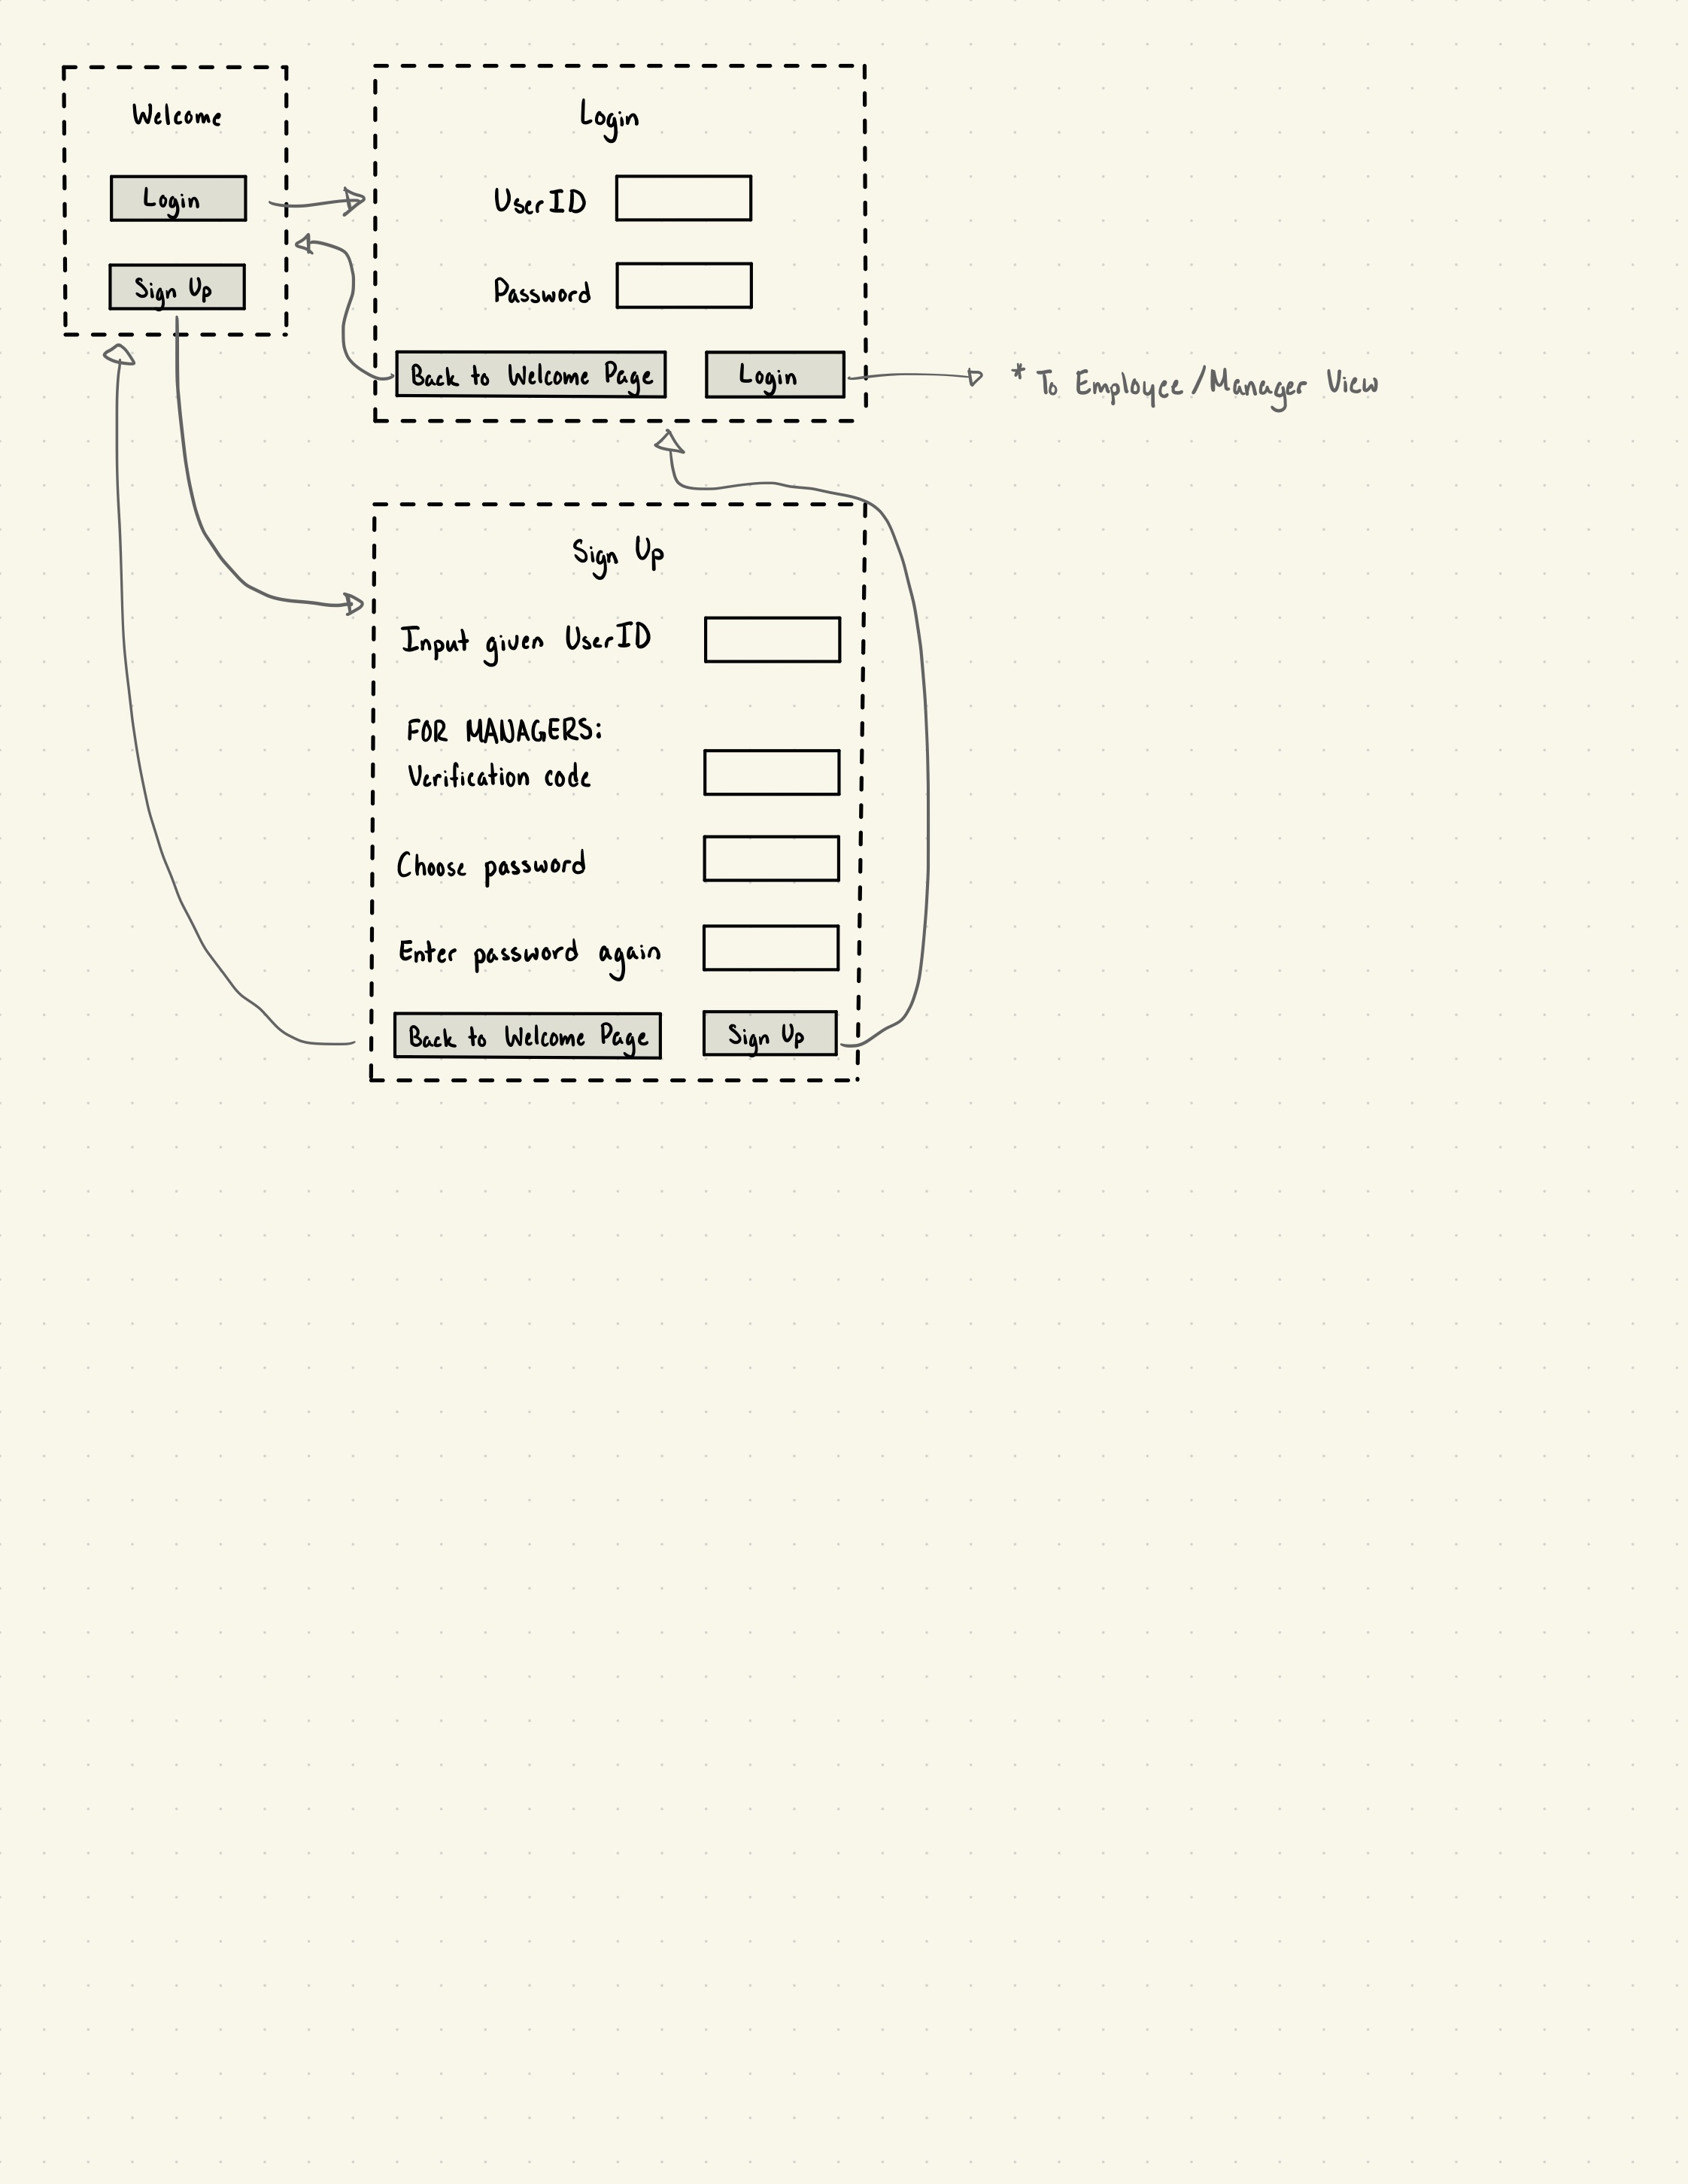 Welcome
Login
Sign Up
Login
UserID
Password
Back to Welcome Page
Login
* To Employee/Manager View
Sign Up
Input given UserID
FOR MANAGERS:
Verification code
Choose password
Enter password again
Back to Welcome Page
Sign Up